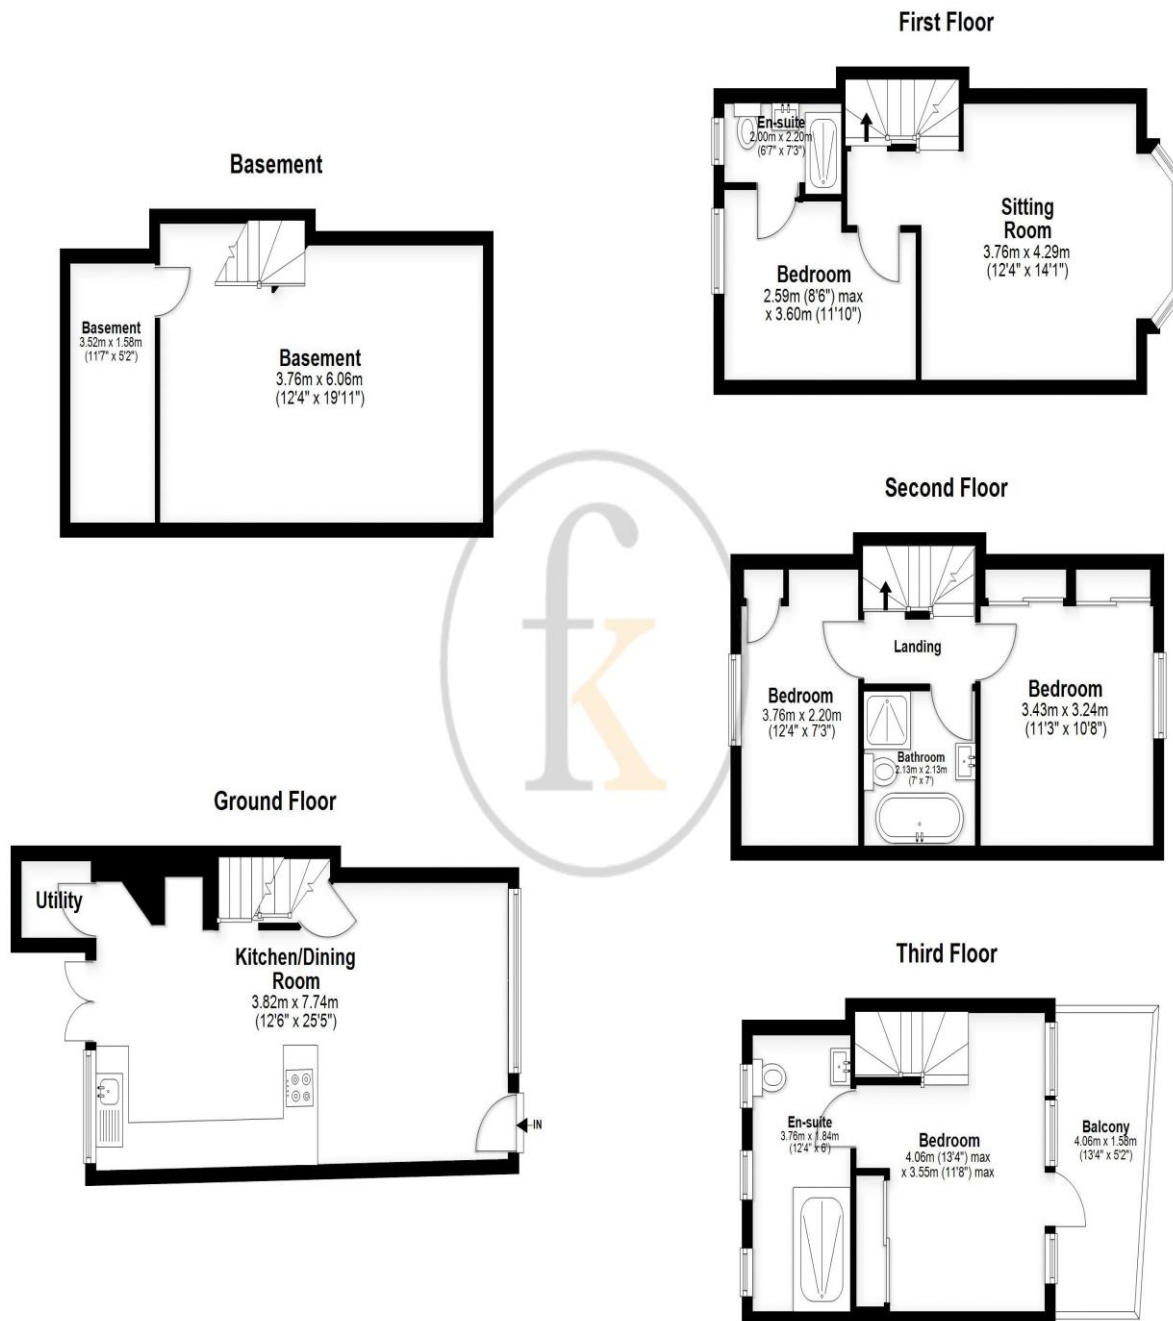 First Floor
En-suite
2.00m x 2.20m
(6'7" x 7'3")
Sitting
Room
3.76m x 4.29m
(12'4" x 14'1")
Bedroom
2.59m (8'6") max
x 3.60m (11'10")
Basement
Basement
3.52m x 1.58m
(11'7" x 5'2")
Basement
3.76m x 6.06m
(12'4" x 19'11")
Second Floor
Landing
Bedroom
3.76m x 2.20m
(12'4" x 7'3")
Bedroom
3.43m x 3.24m
(11'3" x 10'8")
Bathroom
2.13m x 2.13m
(7' x 7')
fk
Ground Floor
Utility
Kitchen/Dining
Room
3.82m x 7.74m
(12'6" x 25'5")
IN
Third Floor
En-suite
3.76m x 1.84m
(12'4" x 6')
Bedroom
4.06m (13'4") max
x 3.55m (11'8") max
Balcony
4.06m x 1.58m
(13'4" x 5'2")